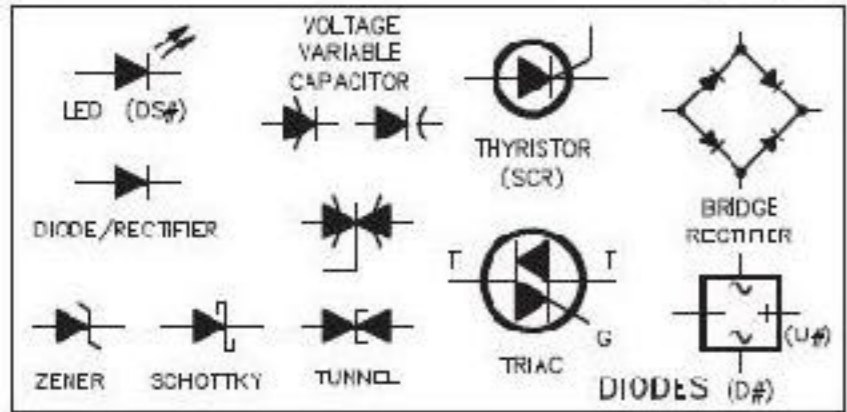 LED (DS#)
DIODE/RECTIFIER
ZENER
SCHOTTKY
VOLTAGE
VARIABLE
CAPACITOR
TUNNEL
THYRISTOR
(SCR)
T T
G
TRIAC
BRIDGE
RECTIFIER
~
- +
~
(U#)
DIODES (D#)